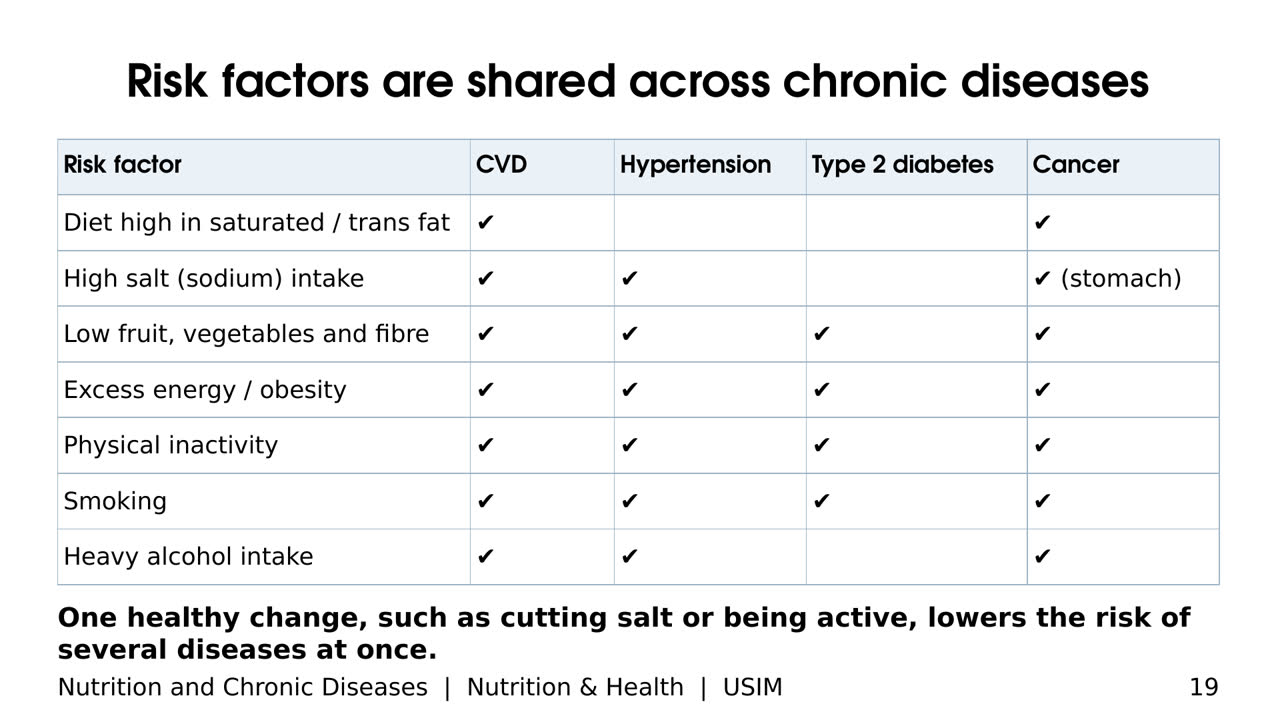 Risk factors are shared across chronic diseases
Risk factor CVD Hypertension Type 2 diabetes Cancer
Diet high in saturated / trans fat ✔ ✔
High salt (sodium) intake ✔ ✔ ✔ (stomach)
Low fruit, vegetables and fibre ✔ ✔ ✔ ✔
Excess energy / obesity ✔ ✔ ✔ ✔
Physical inactivity ✔ ✔ ✔ ✔
Smoking ✔ ✔ ✔ ✔
Heavy alcohol intake ✔ ✔ ✔
One healthy change, such as cutting salt or being active, lowers the risk of
several diseases at once.
Nutrition and Chronic Diseases | Nutrition & Health | USIM 19